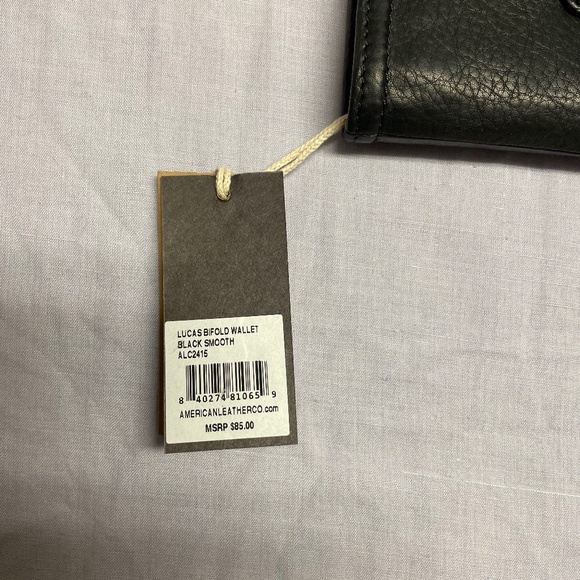 LUCAS BIFOLD WALLET
BLACK SMOOTH
ALC2415
8 40274 81065 9
AMERICANLEATHERCO.com
MSRP $85.00